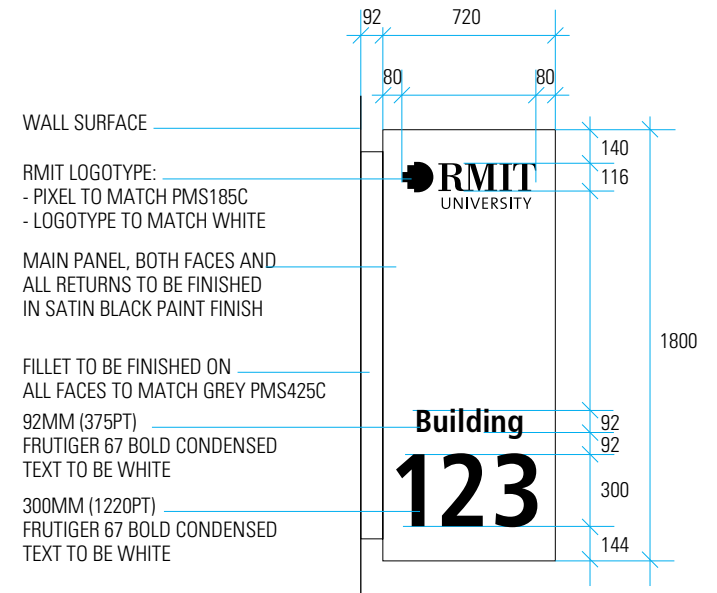 92 720
80 80
WALL SURFACE
140
RMIT LOGOTYPE:
- PIXEL TO MATCH PMS185C
- LOGOTYPE TO MATCH WHITE
RMIT
UNIVERSITY
116
MAIN PANEL, BOTH FACES AND
ALL RETURNS TO BE FINISHED
IN SATIN BLACK PAINT FINISH
1800
FILLET TO BE FINISHED ON
ALL FACES TO MATCH GREY PMS425C
92MM (375PT)
FRUTIGER 67 BOLD CONDENSED
TEXT TO BE WHITE
Building
92
92
123
300
300MM (1220PT)
FRUTIGER 67 BOLD CONDENSED
TEXT TO BE WHITE
144